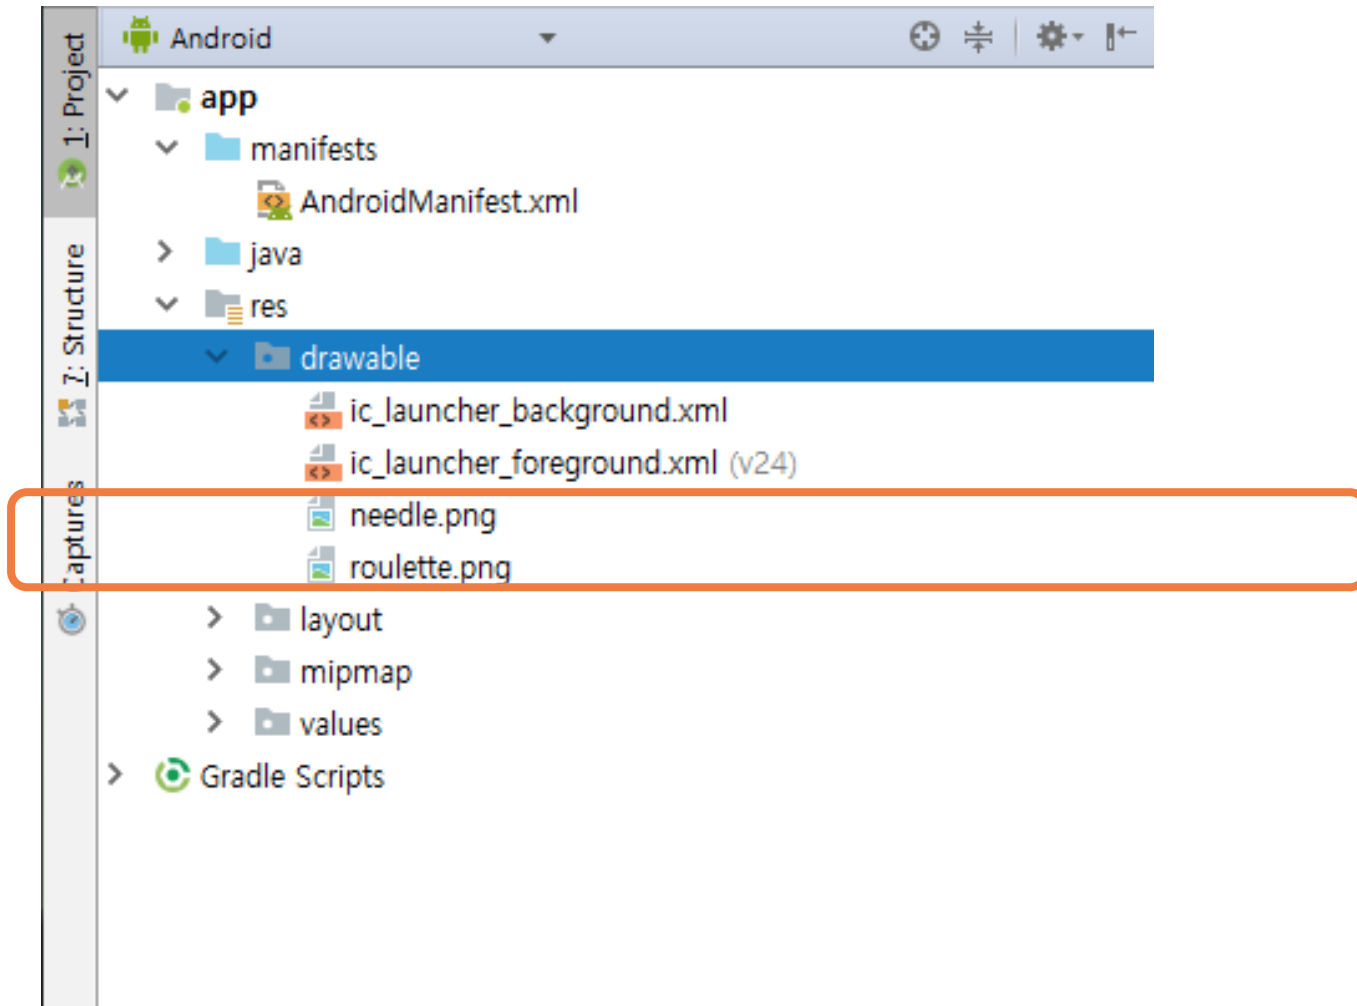 Android
1: Project
app
manifests
AndroidManifest.xml
java
7: Structure
res
drawable
ic_launcher_background.xml
ic_launcher_foreground.xml (v24)
Captures
needle.png
roulette.png
layout
mipmap
values
Gradle Scripts